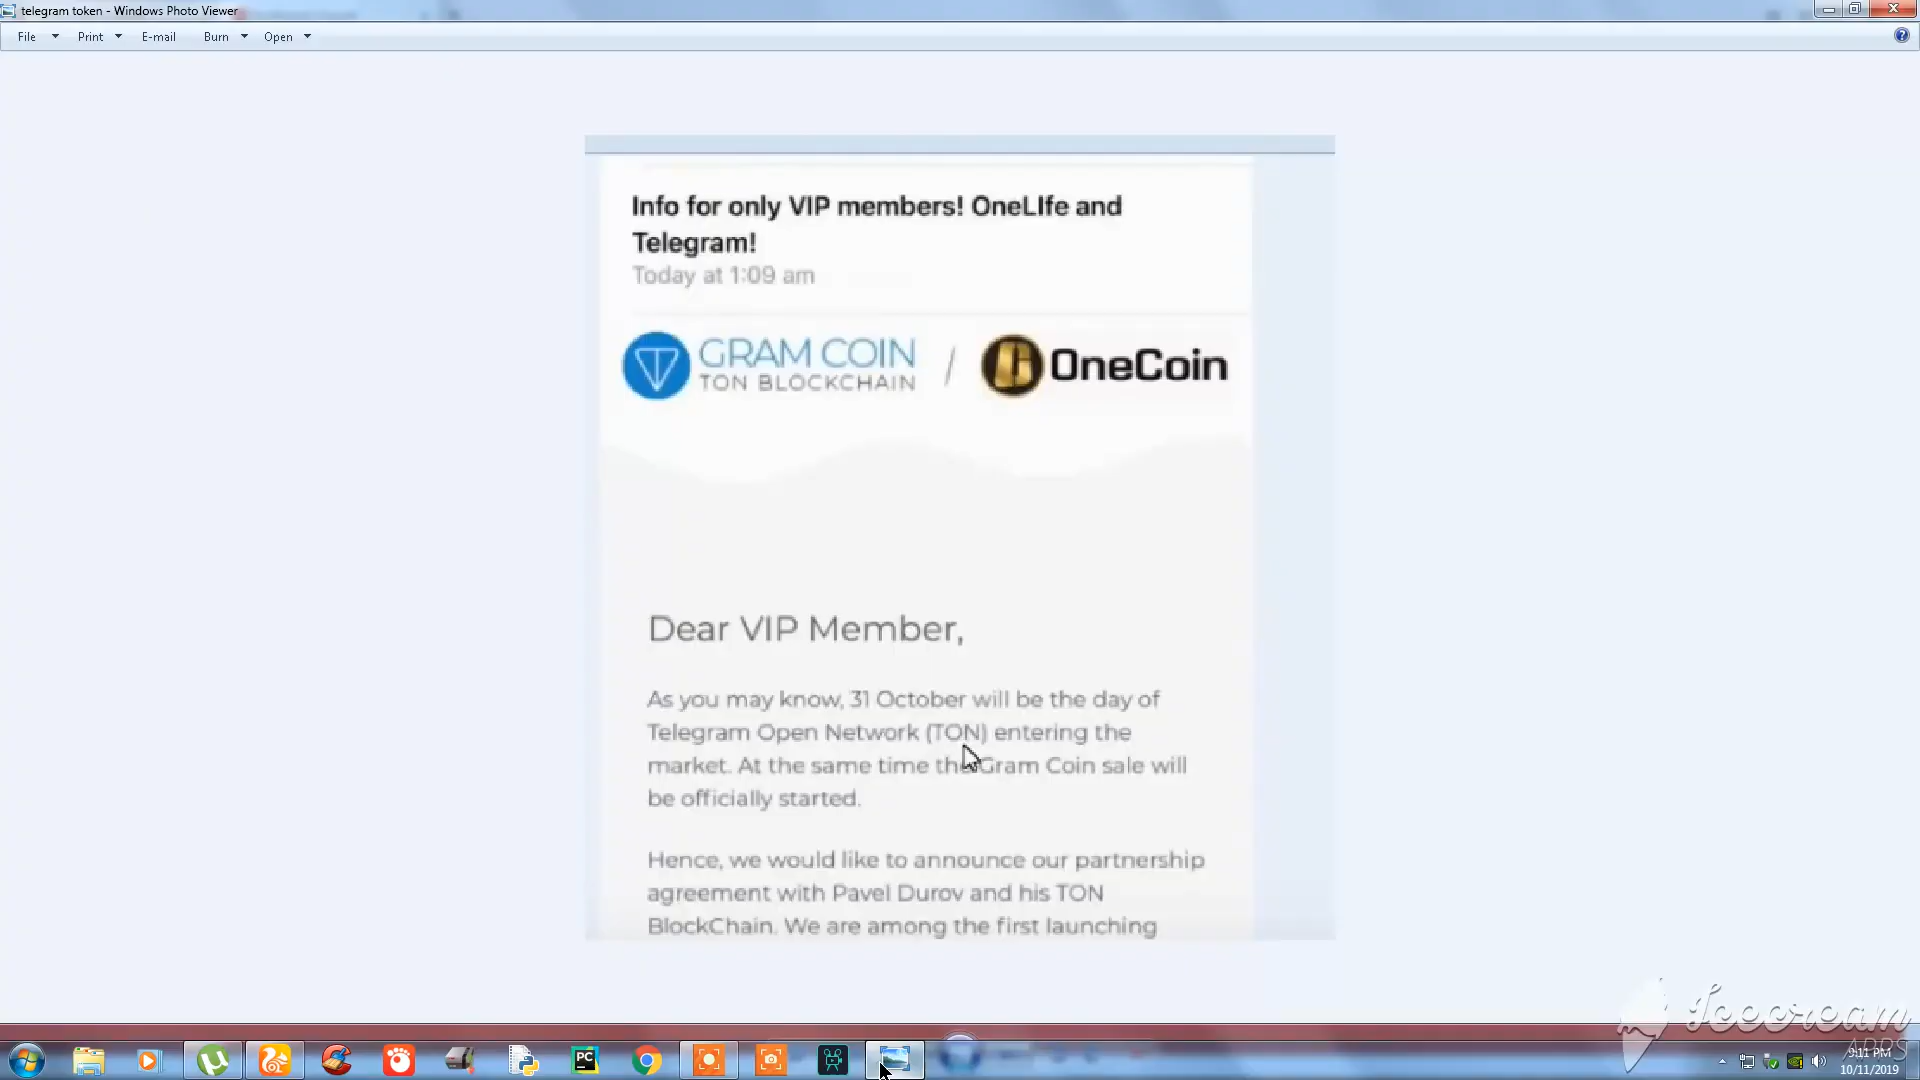 telegram token - Windows Photo Viewer
File Print E-mail Burn Open
Info for only VIP members! OneLIfe and
Telegram!
Today at 1:09 am
GRAM COIN
TON BLOCKCHAIN
/ OneCoin
Dear VIP Member,
As you may know, 31 October will be the day of
Telegram Open Network (TON) entering the
market. At the same time the Gram Coin sale will
be officially started.
Hence, we would like to announce our partnership
agreement with Pavel Durov and his TON
BlockChain. We are among the first launching
Icecream
APPS
PC
9:11 PM
10/11/2019